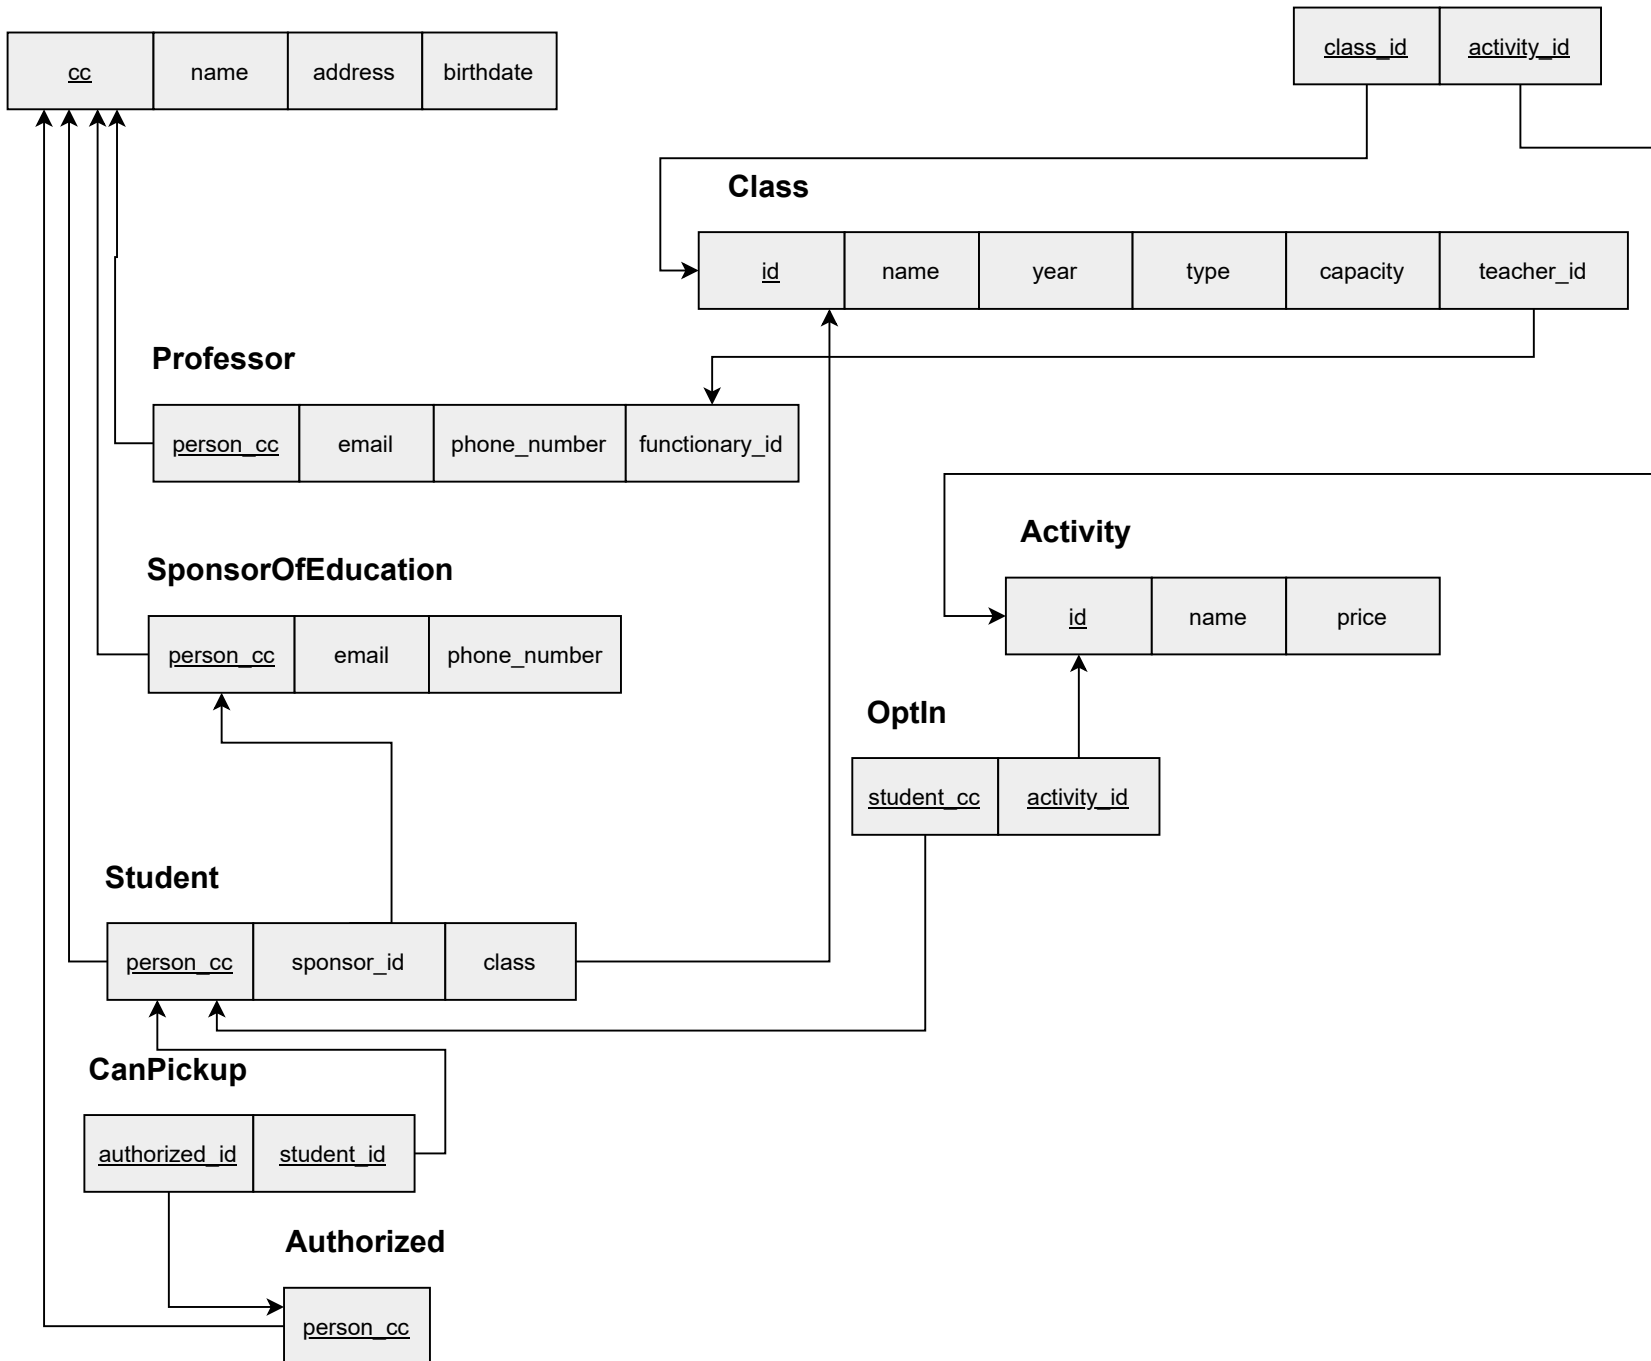 class_id activity_id
cc name address birthdate
Class
id name year type capacity teacher_id
Professor
person_cc email phone_number functionary_id
Activity
SponsorOfEducation
id name price
person_cc email phone_number
OptIn
student_cc activity_id
Student
person_cc sponsor_id class
CanPickup
authorized_id student_id
Authorized
person_cc